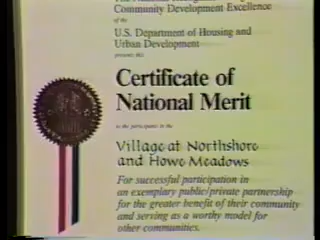 Community Development Excellence
of the
U.S. Department of Housing and
Urban Development
presents this
Certificate of
National Merit
to the participants in the
Village at Northshore
and Howe Meadows
For successful participation in
an exemplary public/private partnership
for the greater benefit of their community
and serving as a worthy model for
other communities.